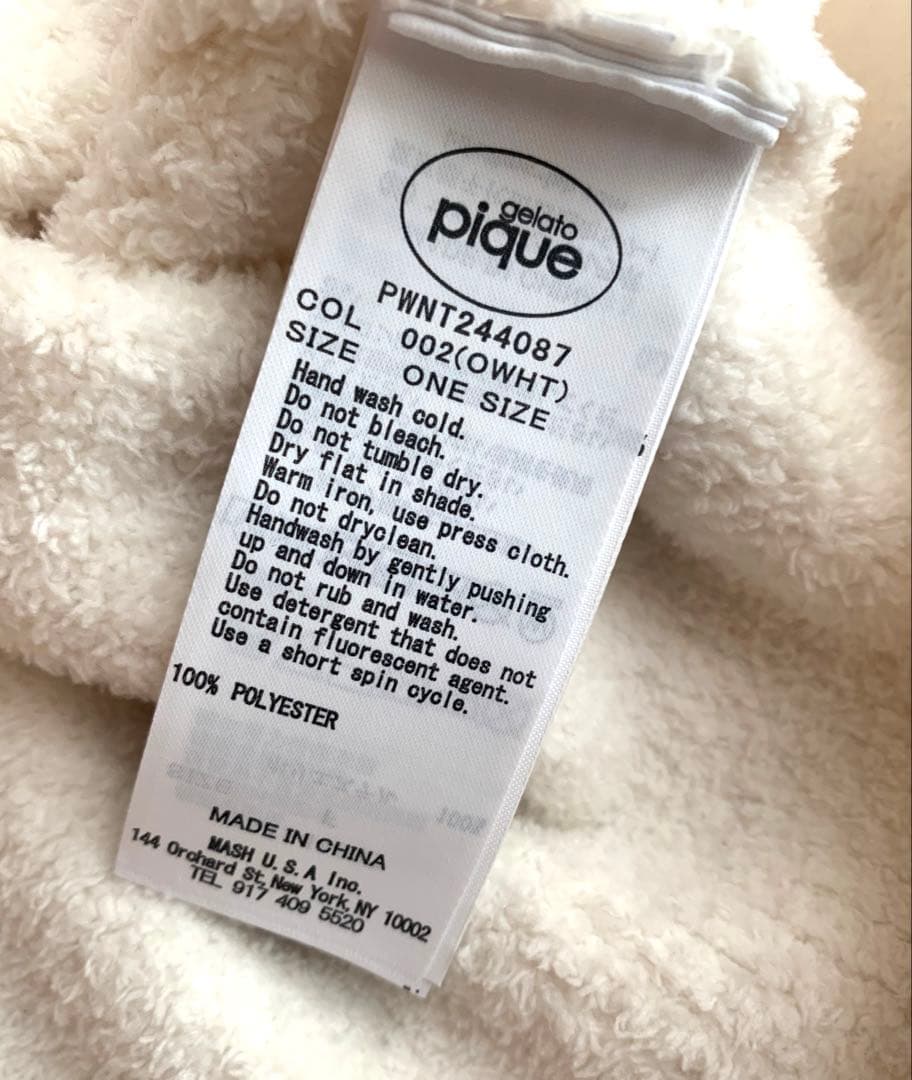 gelato
pique
PWNT244087
COL 002(OWHT)
SIZE ONE SIZE
Hand wash cold.
Do not bleach.
Do not tumble dry.
Dry flat in shade.
Warm iron, use press cloth.
Do not dryclean.
Handwash by gently pushing
up and down in water.
Do not rub and wash.
Use detergent that does not
contain fluorescent agent.
Use a short spin cycle.
100% POLYESTER
MADE IN CHINA
MASH U.S.A Inc.
144 Orchard St, New York, NY 10002
TEL 917 409 5520